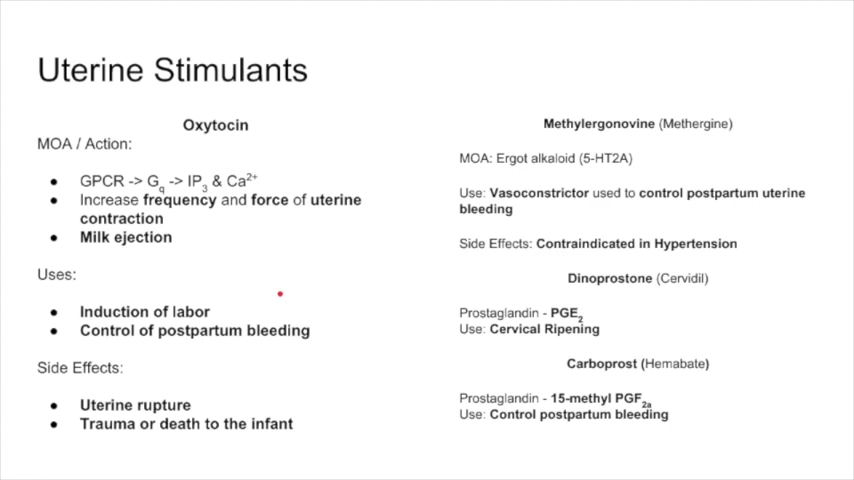 Uterine Stimulants
Oxytocin
MOA / Action:
● GPCR -> Gq -> IP3 & Ca2+
● Increase frequency and force of uterine
contraction
● Milk ejection
Uses:
● Induction of labor
● Control of postpartum bleeding
Side Effects:
● Uterine rupture
● Trauma or death to the infant
Methylergonovine (Methergine)
MOA: Ergot alkaloid (5-HT2A)
Use: Vasoconstrictor used to control postpartum uterine
bleeding
Side Effects: Contraindicated in Hypertension
Dinoprostone (Cervidil)
Prostaglandin - PGE2
Use: Cervical Ripening
Carboprost (Hemabate)
Prostaglandin - 15-methyl PGF2a
Use: Control postpartum bleeding